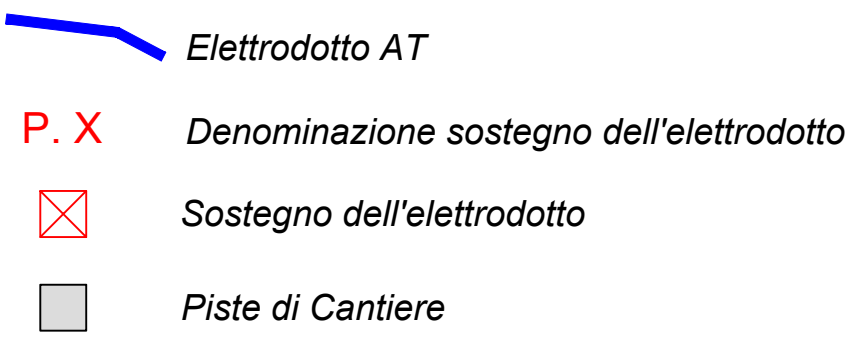 Elettrodotto AT
P. X Denominazione sostegno dell'elettrodotto
Sostegno dell'elettrodotto
Piste di Cantiere